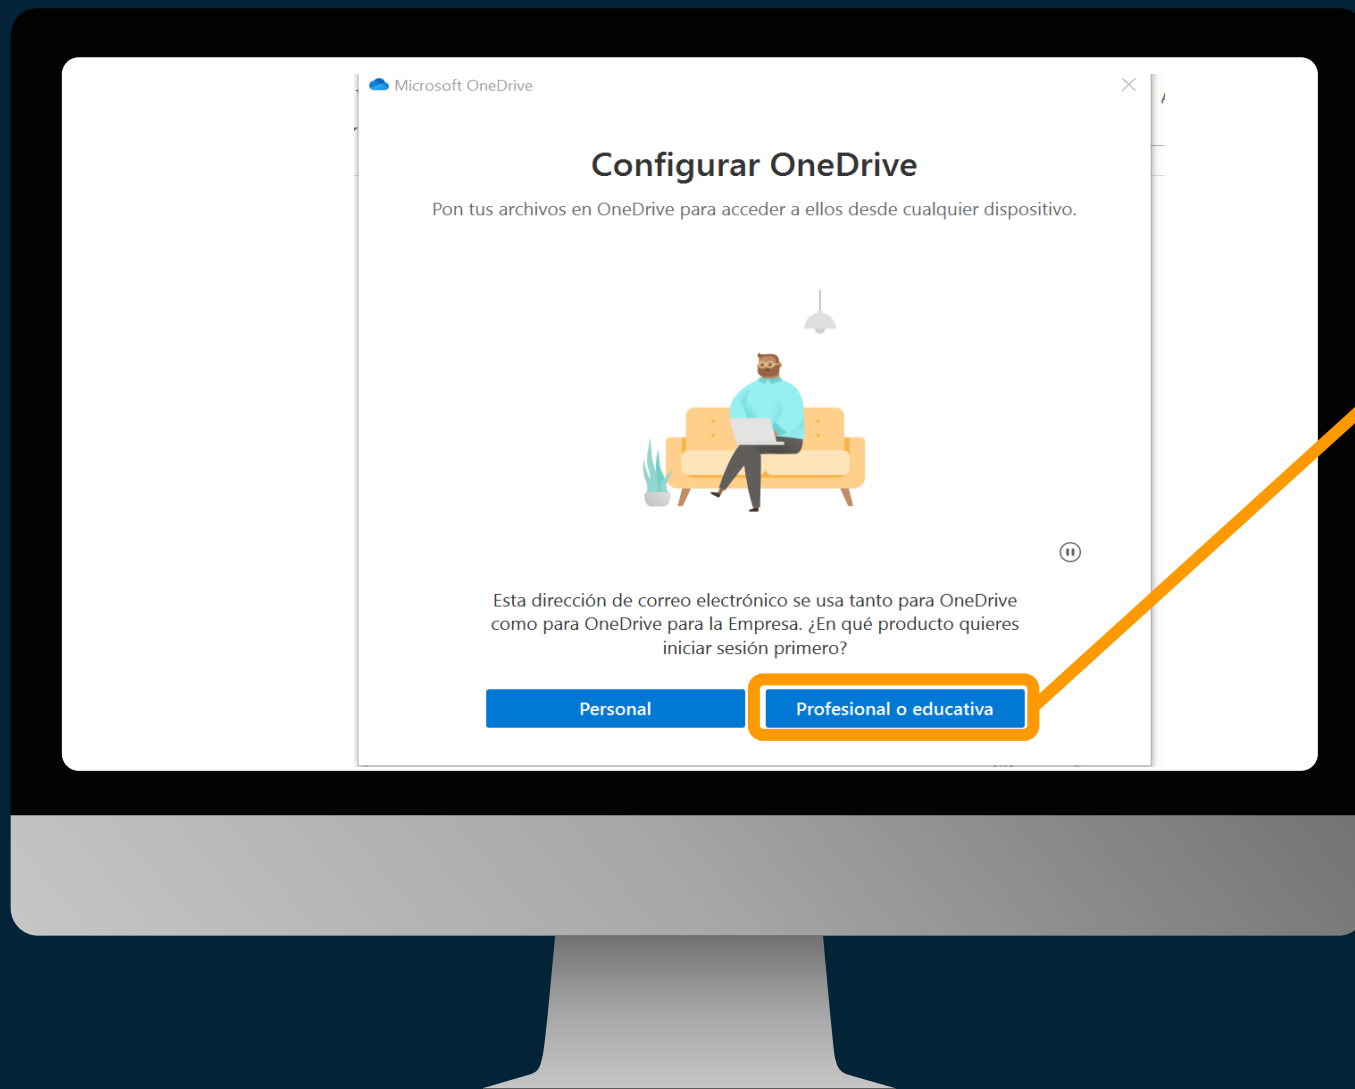 Microsoft OneDrive
Configurar OneDrive
Pon tus archivos en OneDrive para acceder a ellos desde cualquier dispositivo.
Esta dirección de correo electrónico se usa tanto para OneDrive
como para OneDrive para la Empresa. ¿En qué producto quieres
iniciar sesión primero?
Personal
Profesional o educativa